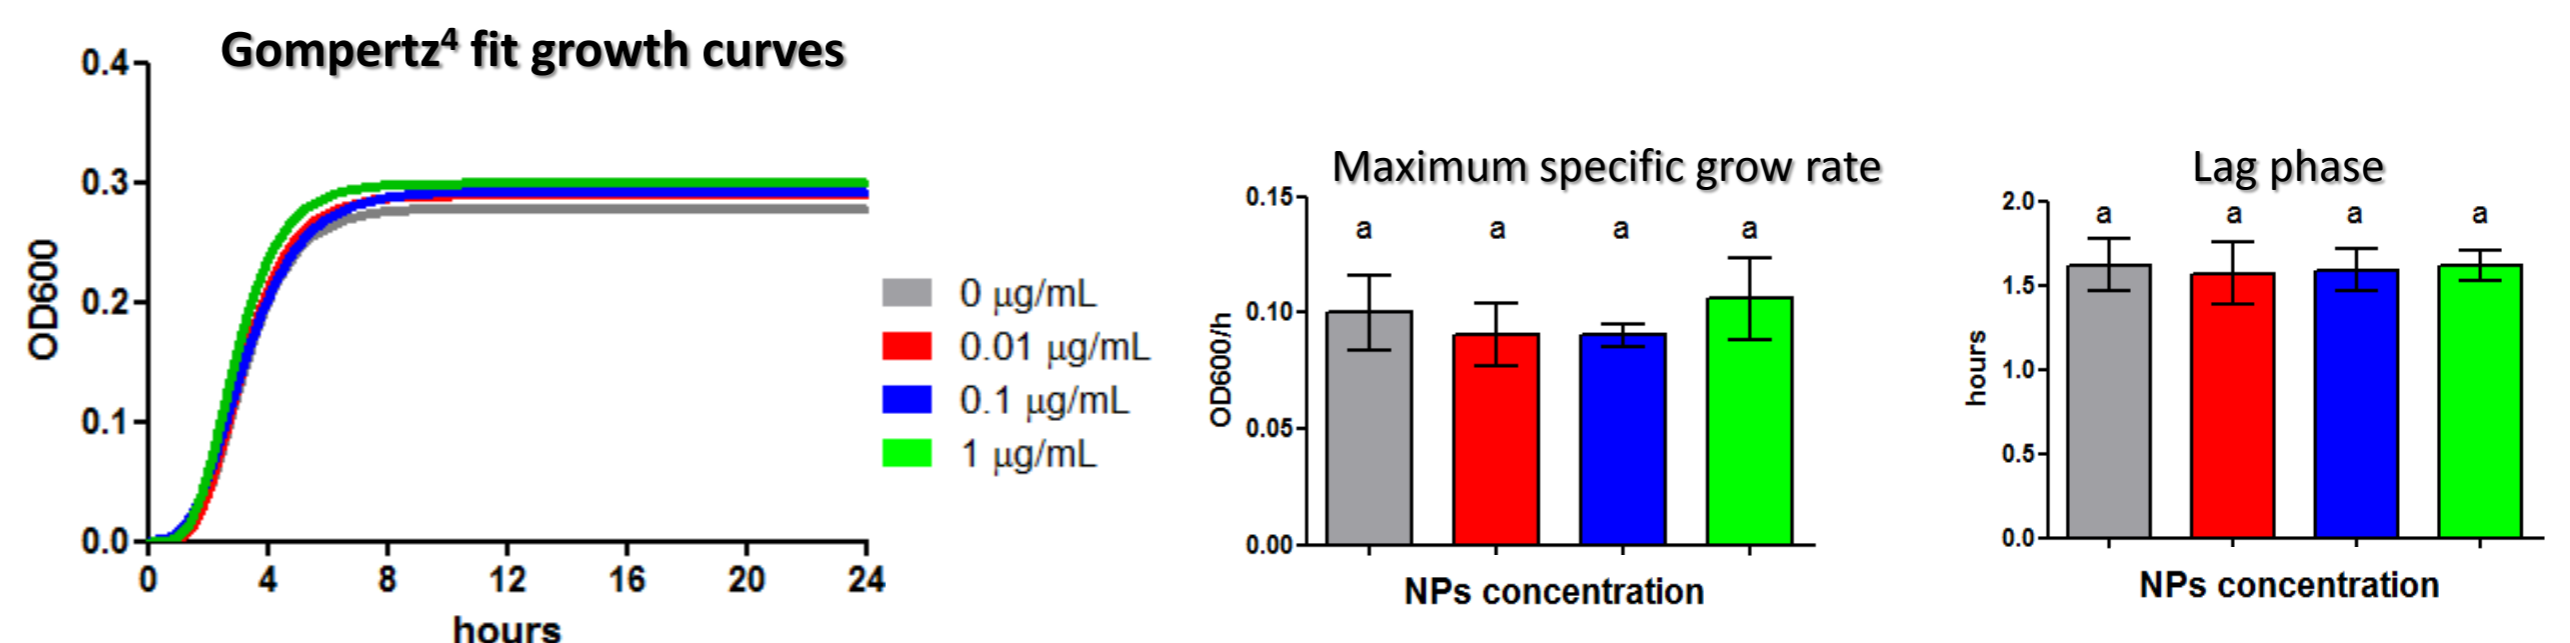 Gompertz⁴ fit growth curves
0.4
0.3
0.2
0.1
0.0
OD600
0 4 8 12 16 20 24
hours
0 µg/mL
0.01 µg/mL
0.1 µg/mL
1 µg/mL
Maximum specific grow rate
0.15
0.10
0.05
0.00
OD600/h
a a a a
NPs concentration
Lag phase
2.0
1.5
1.0
0.5
0.0
hours
a a a a
NPs concentration